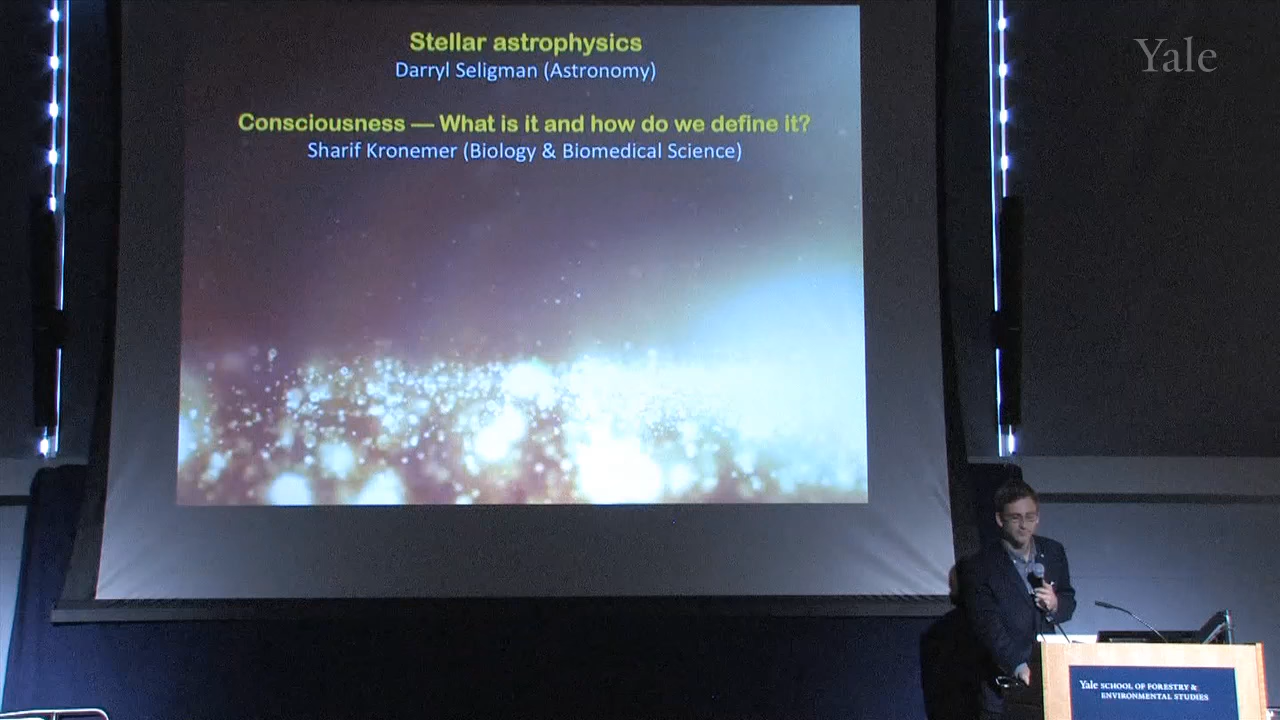 Stellar astrophysics
Darryl Seligman (Astronomy)
Consciousness — What is it and how do we define it?
Sharif Kronemer (Biology & Biomedical Science)
Yale
Yale SCHOOL OF FORESTRY &
ENVIRONMENTAL STUDIES